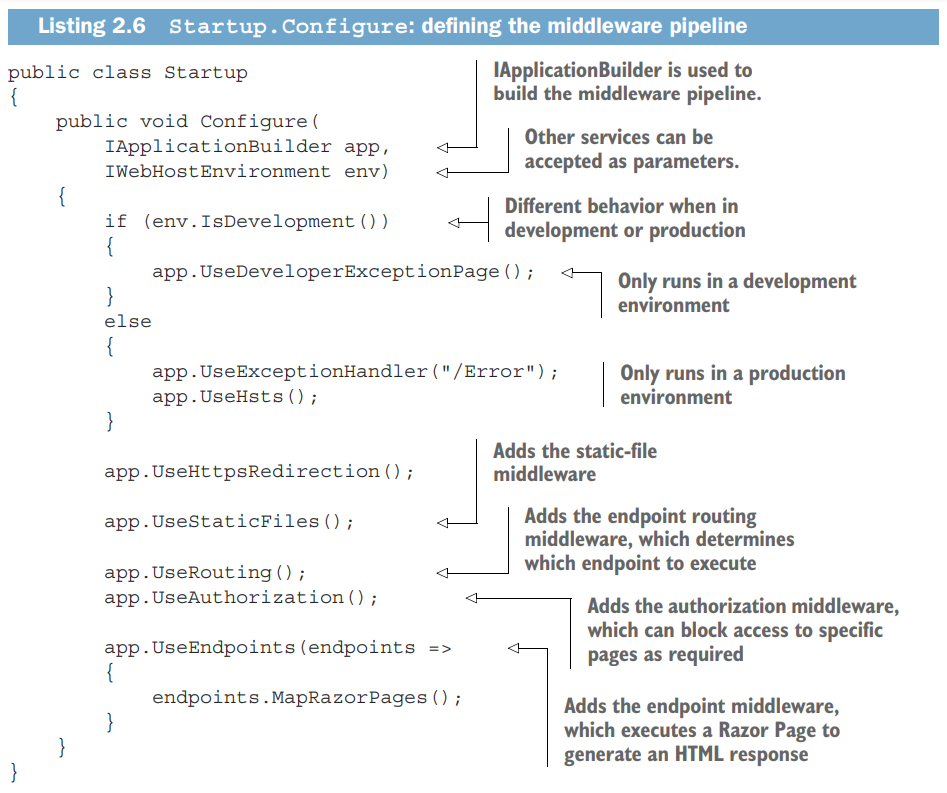 Listing 2.6 Startup.Configure: defining the middleware pipeline
public class Startup
{
    public void Configure(
        IApplicationBuilder app,
        IWebHostEnvironment env)
    {
        if (env.IsDevelopment())
        {
            app.UseDeveloperExceptionPage();
        }
        else
        {
            app.UseExceptionHandler("/Error");
            app.UseHsts();
        }
        app.UseHttpsRedirection();
        app.UseStaticFiles();
        app.UseRouting();
        app.UseAuthorization();
        app.UseEndpoints(endpoints =>
        {
            endpoints.MapRazorPages();
        }
    }
}
IApplicationBuilder is used to
build the middleware pipeline.
Other services can be
accepted as parameters.
Different behavior when in
development or production
Only runs in a development
environment
Only runs in a production
environment
Adds the static-file
middleware
Adds the endpoint routing
middleware, which determines
which endpoint to execute
Adds the authorization middleware,
which can block access to specific
pages as required
Adds the endpoint middleware,
which executes a Razor Page to
generate an HTML response